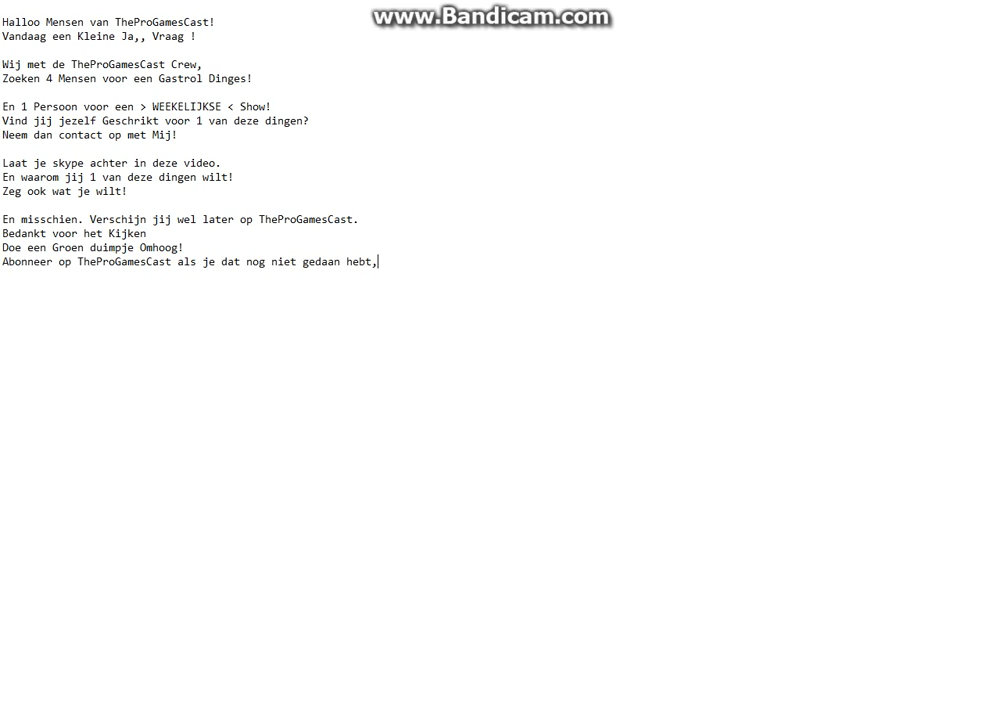 www.Bandicam.com
Halloo Mensen van TheProGamesCast!
Vandaag een Kleine Ja,, Vraag !
Wij met de TheProGamesCast Crew,
Zoeken 4 Mensen voor een Gastrol Dinges!
En 1 Persoon voor een > WEEKELIJKSE < Show!
Vind jij jezelf Geschrikt voor 1 van deze dingen?
Neem dan contact op met Mij!
Laat je skype achter in deze video.
En waarom jij 1 van deze dingen wilt!
Zeg ook wat je wilt!
En misschien. Verschijn jij wel later op TheProGamesCast.
Bedankt voor het Kijken
Doe een Groen duimpje Omhoog!
Abonneer op TheProGamesCast als je dat nog niet gedaan hebt,